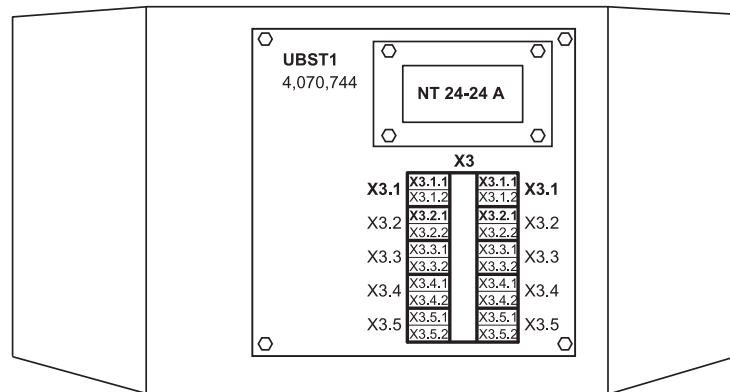 UBST1
4,070,744
NT 24-24 A
X3
X3.1 X3.1.1 X3.1.1 X3.1
X3.1.2 X3.1.2
X3.2 X3.2.1 X3.2.1 X3.2
X3.2.2 X3.2.2
X3.3 X3.3.1 X3.3.1 X3.3
X3.3.2 X3.3.2
X3.4 X3.4.1 X3.4.1 X3.4
X3.4.2 X3.4.2
X3.5 X3.5.1 X3.5.1 X3.5
X3.5.2 X3.5.2